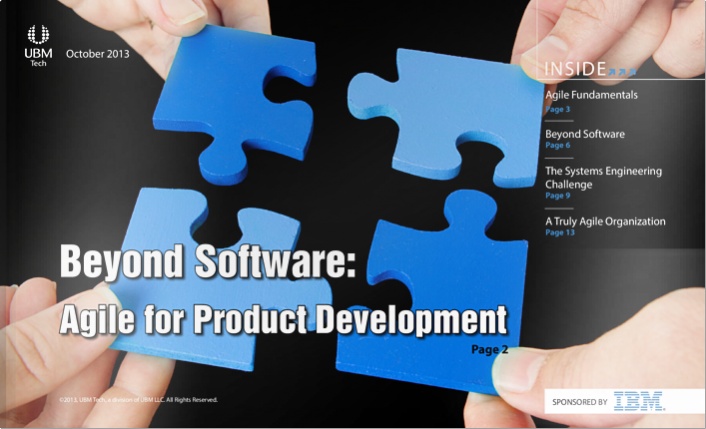 UBM
Tech
October 2013
INSIDE
Agile Fundamentals
Page 3
Beyond Software
Page 6
The Systems Engineering
Challenge
Page 9
A Truly Agile Organization
Page 13
Beyond Software:
Agile for Product Development
Page 2
©2013, UBM Tech, a division of UBM LLC. All Rights Reserved.
SPONSORED BY IBM®